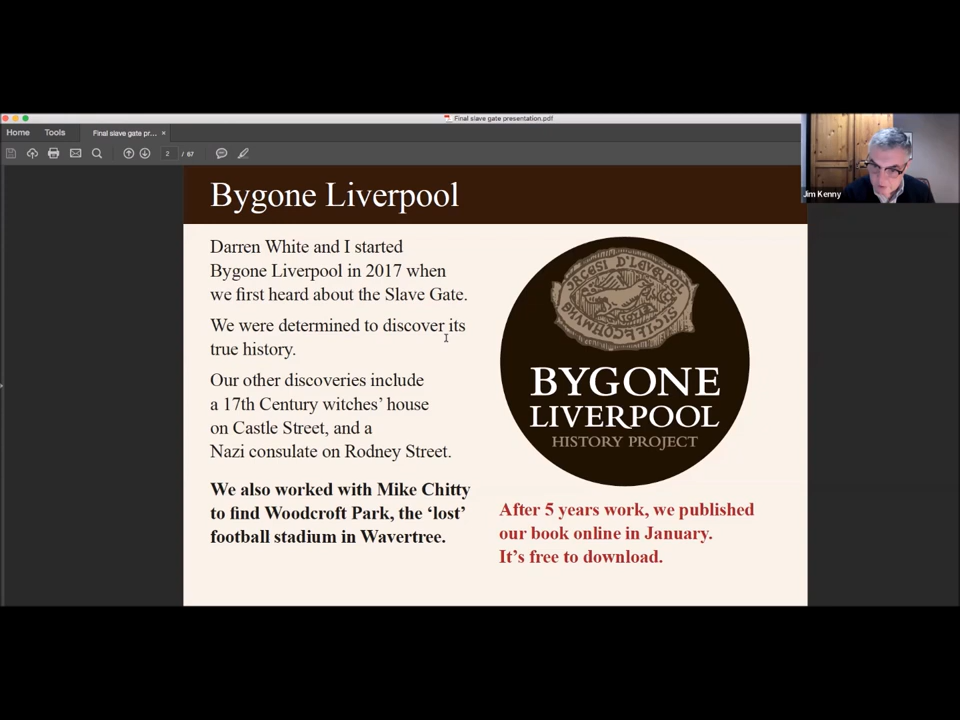 Final slave gate presentation.pdf
Home
Tools
Final slave gate pr...
×
2 / 67
Jim Kenny
Bygone Liverpool
Darren White and I started
Bygone Liverpool in 2017 when
we first heard about the Slave Gate.
We were determined to discover its
true history.
Our other discoveries include
a 17th Century witches’ house
on Castle Street, and a
Nazi consulate on Rodney Street.
We also worked with Mike Chitty
to find Woodcroft Park, the ‘lost’
football stadium in Wavertree.
BYGONE
LIVERPOOL
HISTORY PROJECT
After 5 years work, we published
our book online in January.
It’s free to download.